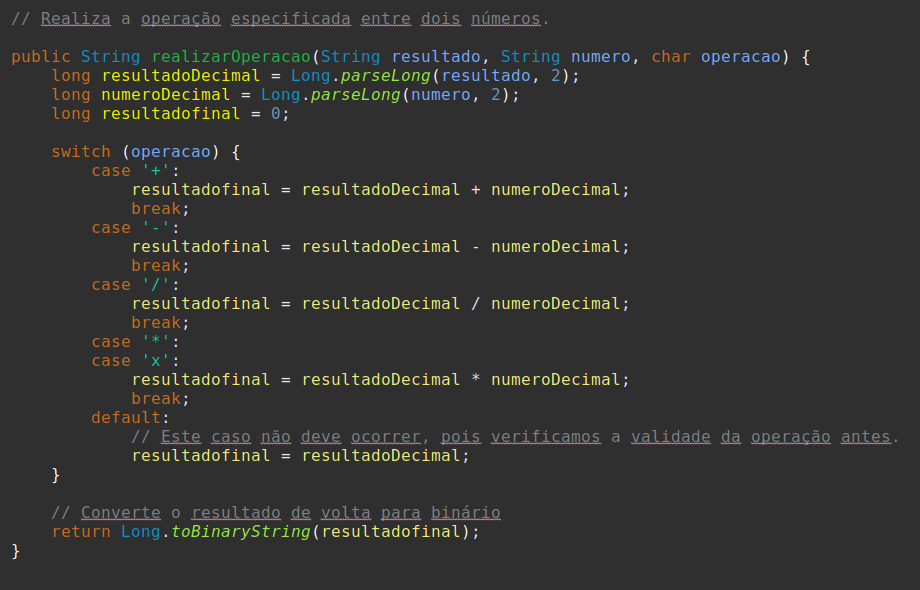 // Realiza a operação especificada entre dois números.
public String realizarOperacao(String resultado, String numero, char operacao) {
    long resultadoDecimal = Long.parseLong(resultado, 2);
    long numeroDecimal = Long.parseLong(numero, 2);
    long resultadofinal = 0;
    switch (operacao) {
        case '+':
            resultadofinal = resultadoDecimal + numeroDecimal;
            break;
        case '-':
            resultadofinal = resultadoDecimal - numeroDecimal;
            break;
        case '/':
            resultadofinal = resultadoDecimal / numeroDecimal;
            break;
        case '*':
        case 'x':
            resultadofinal = resultadoDecimal * numeroDecimal;
            break;
        default:
            // Este caso não deve ocorrer, pois verificamos a validade da operação antes.
            resultadofinal = resultadoDecimal;
    }
    // Converte o resultado de volta para binário
    return Long.toBinaryString(resultadofinal);
}